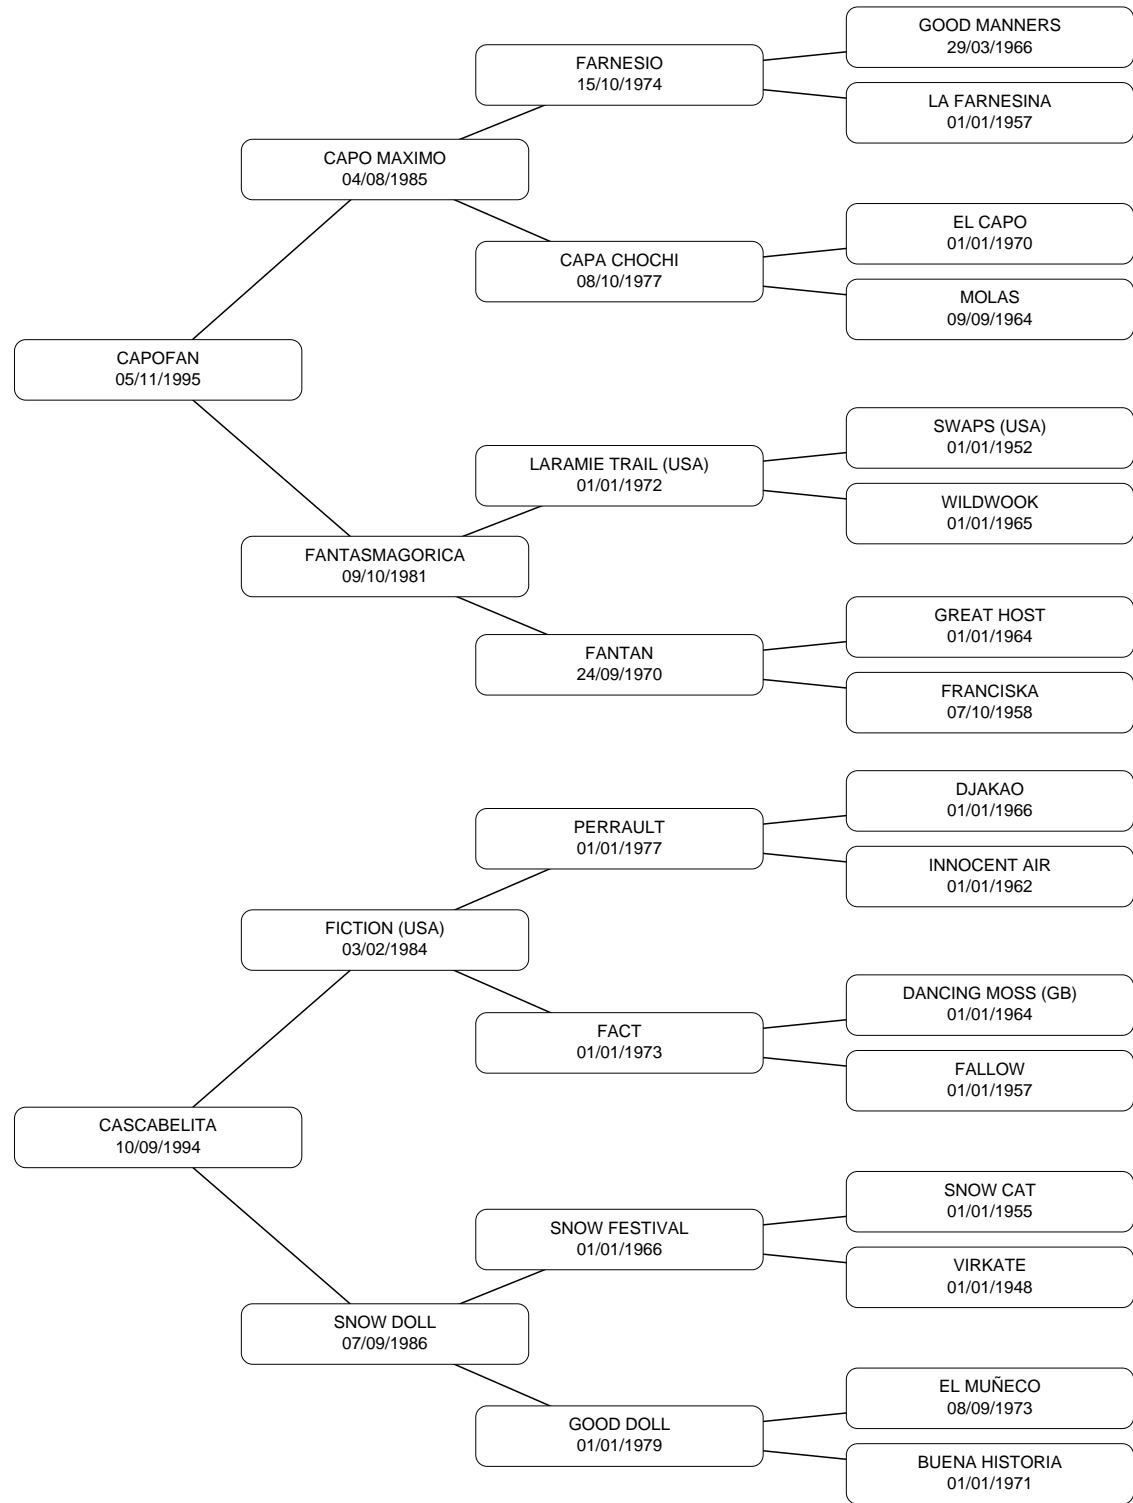 GOOD MANNERS
29/03/1966
FARNESIO
15/10/1974
LA FARNESINA
01/01/1957
CAPO MAXIMO
04/08/1985
EL CAPO
01/01/1970
CAPA CHOCHI
08/10/1977
MOLAS
09/09/1964
CAPOFAN
05/11/1995
SWAPS (USA)
01/01/1952
LARAMIE TRAIL (USA)
01/01/1972
WILDWOOK
01/01/1965
FANTASMAGORICA
09/10/1981
GREAT HOST
01/01/1964
FANTAN
24/09/1970
FRANCISKA
07/10/1958
DJAKAO
01/01/1966
PERRAULT
01/01/1977
INNOCENT AIR
01/01/1962
FICTION (USA)
03/02/1984
DANCING MOSS (GB)
01/01/1964
FACT
01/01/1973
FALLOW
01/01/1957
CASCABELITA
10/09/1994
SNOW CAT
01/01/1955
SNOW FESTIVAL
01/01/1966
VIRKATE
01/01/1948
SNOW DOLL
07/09/1986
EL MUÑECO
08/09/1973
GOOD DOLL
01/01/1979
BUENA HISTORIA
01/01/1971